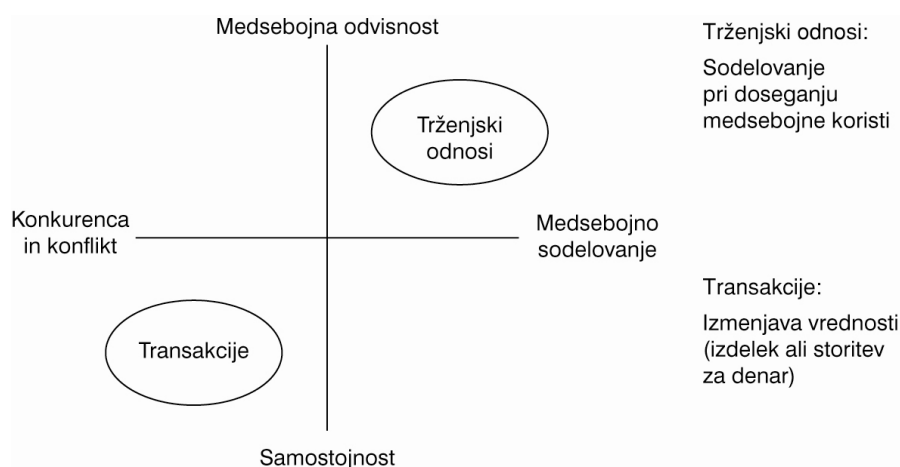 Medsebojna odvisnost
Trženjski odnosi:
Sodelovanje
pri doseganju
medsebojne koristi
Trženjski
odnosi
Konkurenca
in konflikt
Medsebojno
sodelovanje
Transakcije:
Izmenjava vrednosti
(izdelek ali storitev
za denar)
Transakcije
Samostojnost